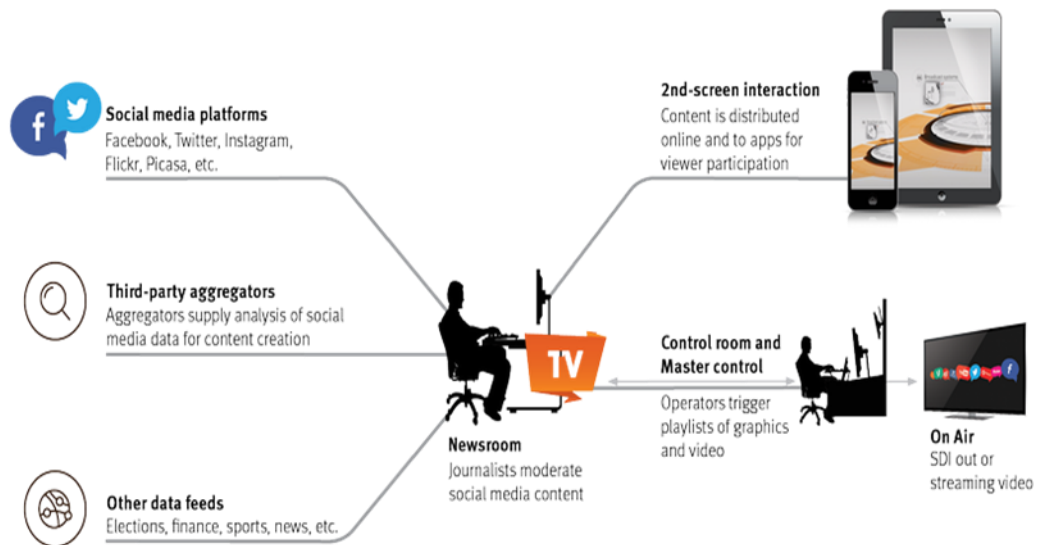 Social media platforms
Facebook, Twitter, Instagram,
Flickr, Picasa, etc.
Third-party aggregators
Aggregators supply analysis of social
media data for content creation
Other data feeds
Elections, finance, sports, news, etc.
TV
Newsroom
Journalists moderate
social media content
2nd-screen interaction
Content is distributed
online and to apps for
viewer participation
Control room and
Master control
Operators trigger
playlists of graphics
and video
On Air
SDI out or
streaming video